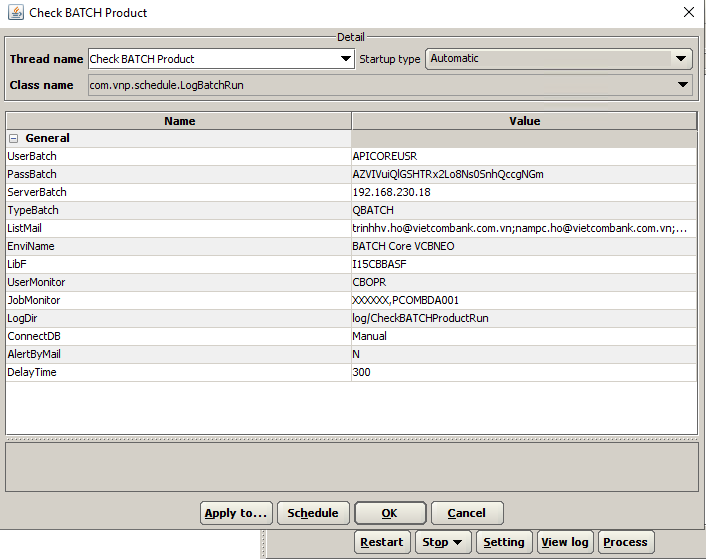 Check BATCH Product
Detail
Thread name Check BATCH Product Startup type Automatic
Class name com.vnp.schedule.LogBatchRun
Name Value
General
UserBatch APICOREUSR
PassBatch AZVIVuiQlGSHTRx2Lo8Ns0SnhQccgNGm
ServerBatch 192.168.230.18
TypeBatch QBATCH
ListMail trinhhv.ho@vietcombank.com.vn;nampc.ho@vietcombank.com.vn;...
EnviName BATCH Core VCBNEO
LibF I15CBBASF
UserMonitor CBOPR
JobMonitor XXXXXX,PCOMBDA001
LogDir log/CheckBATCHProductRun
ConnectDB Manual
AlertByMail N
DelayTime 300
Apply to... Schedule OK Cancel
Restart Stop Setting View log Process